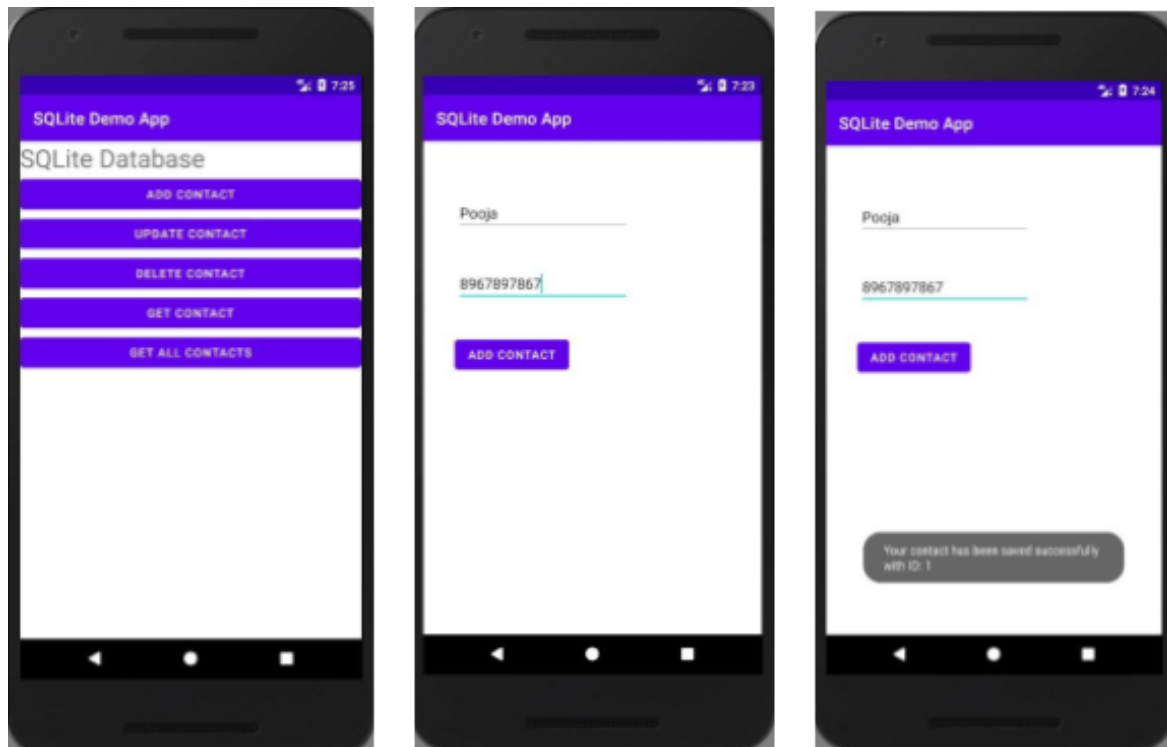 7:25
SQLite Demo App
SQLite Database
ADD CONTACT
UPDATE CONTACT
DELETE CONTACT
GET CONTACT
GET ALL CONTACTS
7:23
SQLite Demo App
Pooja
8967897867
ADD CONTACT
7:24
SQLite Demo App
Pooja
8967897867
ADD CONTACT
Your contact has been saved successfully
with ID: 1